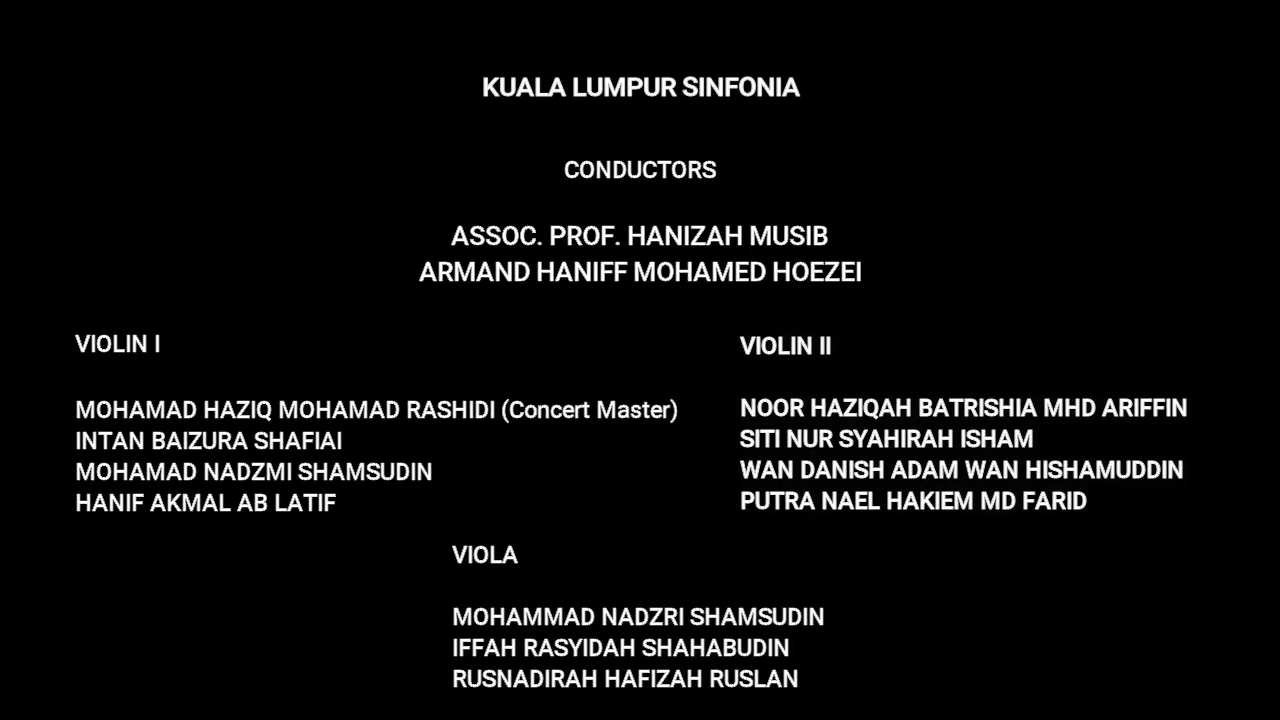 KUALA LUMPUR SINFONIA
CONDUCTORS
ASSOC. PROF. HANIZAH MUSIB
ARMAND HANIFF MOHAMED HOEZEI
VIOLIN I
MOHAMAD HAZIQ MOHAMAD RASHIDI (Concert Master)
INTAN BAIZURA SHAFIAI
MOHAMAD NADZMI SHAMSUDIN
HANIF AKMAL AB LATIF
VIOLIN II
NOOR HAZIQAH BATRISHIA MHD ARIFFIN
SITI NUR SYAHIRAH ISHAM
WAN DANISH ADAM WAN HISHAMUDDIN
PUTRA NAEL HAKIEM MD FARID
VIOLA
MOHAMMAD NADZRI SHAMSUDIN
IFFAH RASYIDAH SHAHABUDIN
RUSNADIRAH HAFIZAH RUSLAN